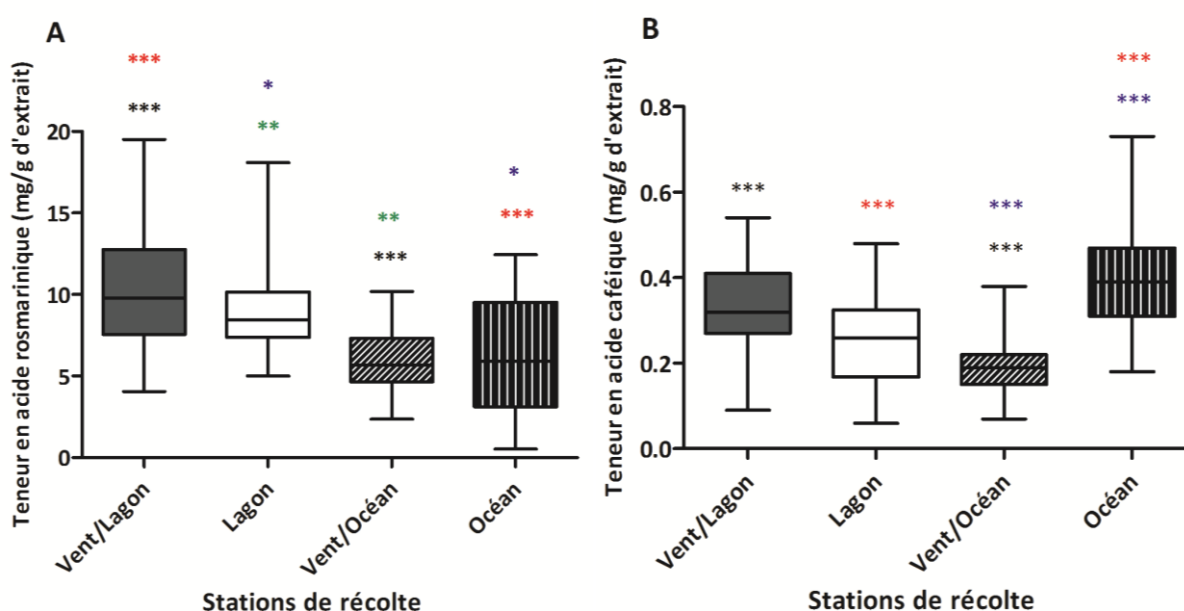 A
Teneur en acide rosmarinique (mg/g d'extrait)
***
***
*
**
**
***
*
***
20
15
10
5
0
Vent/Lagon
Lagon
Vent/Océan
Océan
Stations de récolte
B
Teneur en acide caféique (mg/g d'extrait)
***
***
***
***
***
***
0.8
0.6
0.4
0.2
0.0
Vent/Lagon
Lagon
Vent/Océan
Océan
Stations de récolte